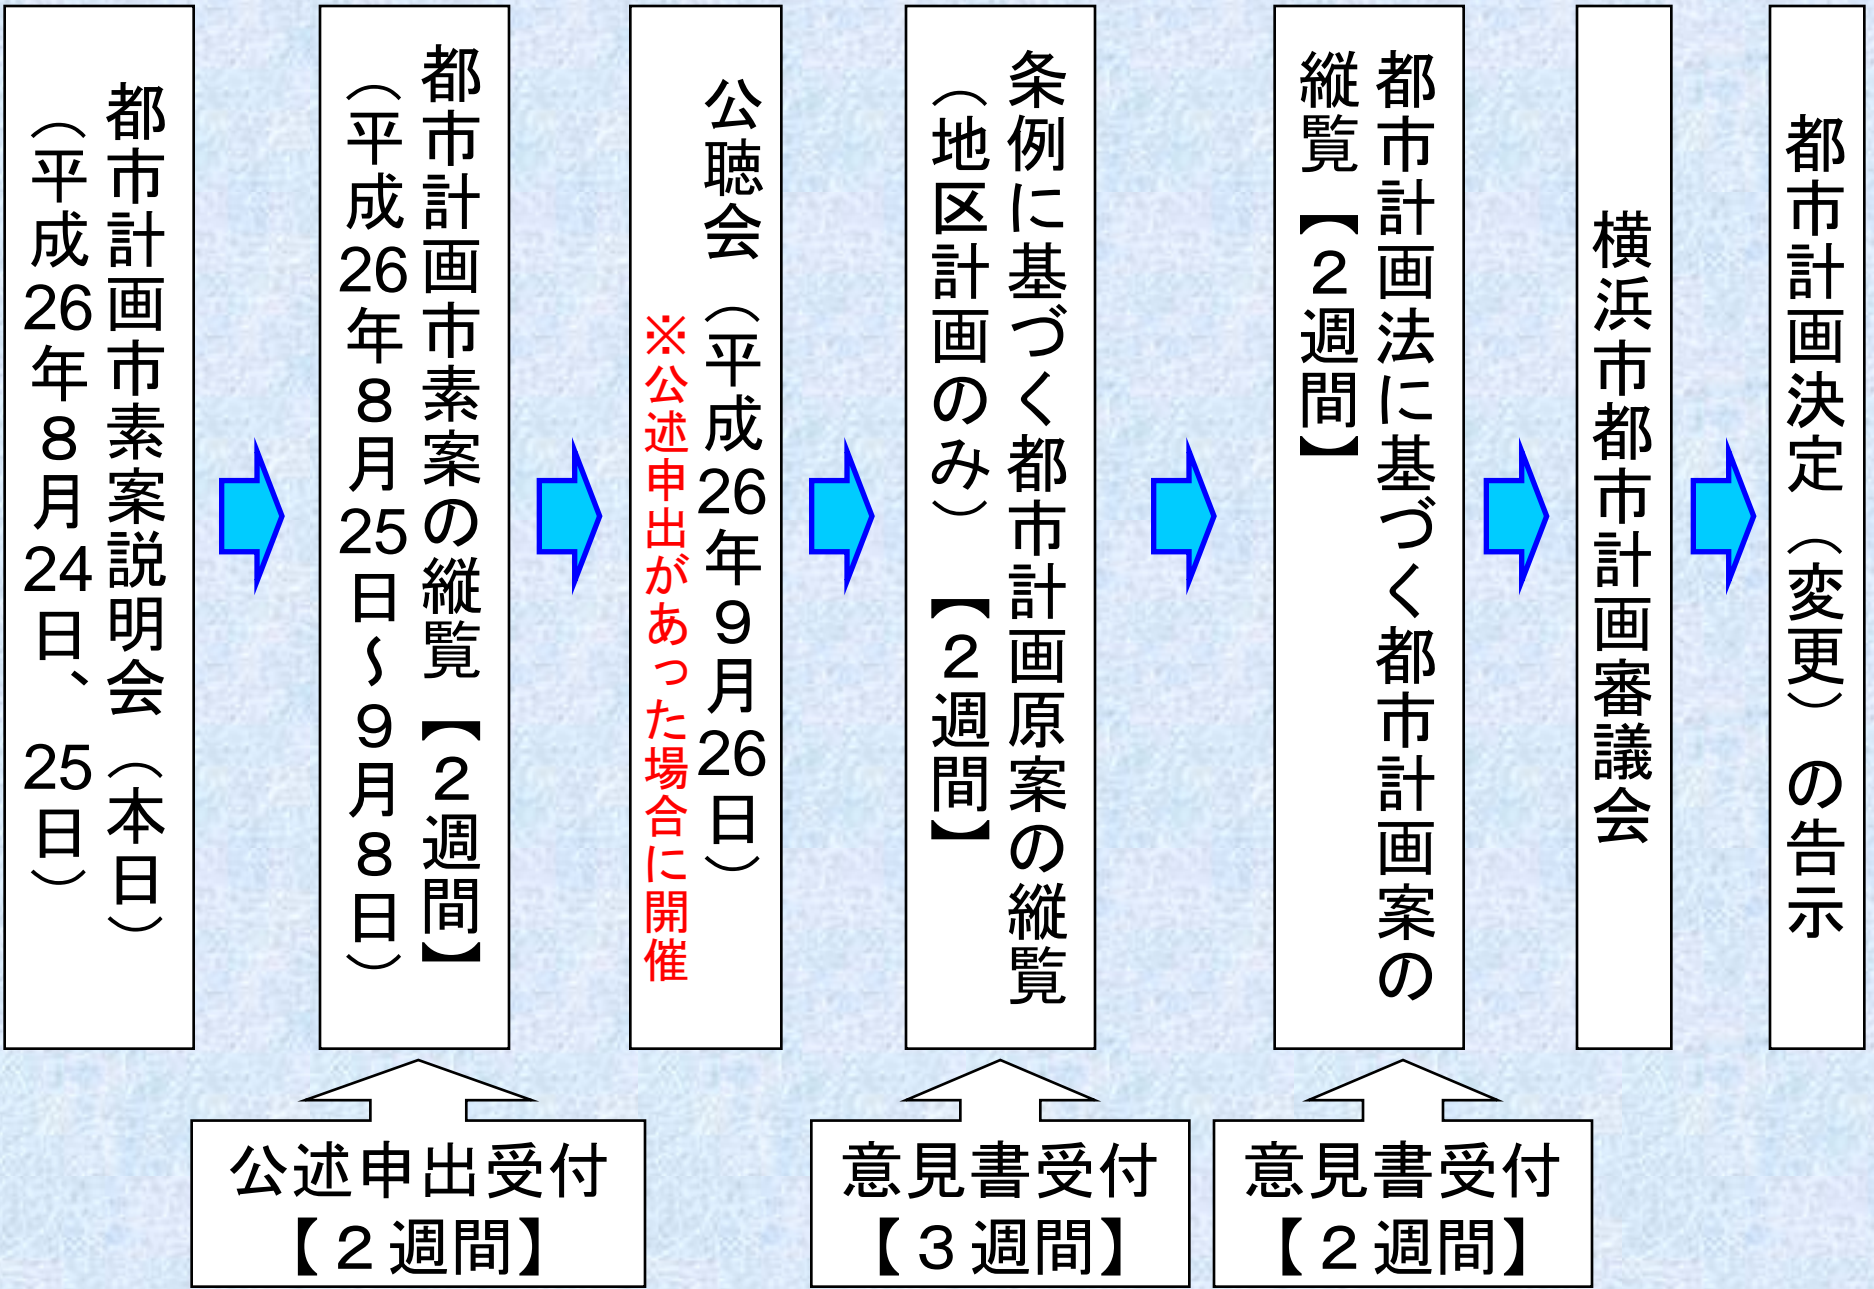 都市計画市素案説明会（本日）
（平成26年８月24日、25日）
都市計画市素案の縦覧【２週間】
（平成26年８月25日～９月８日）
公聴会（平成26年９月26日）
※公述申出があった場合に開催
条例に基づく都市計画原案の縦覧
（地区計画のみ）【２週間】
都市計画法に基づく都市計画案の
縦覧【２週間】
横浜市都市計画審議会
都市計画決定（変更）の告示
公述申出受付
【２週間】
意見書受付
【３週間】
意見書受付
【２週間】